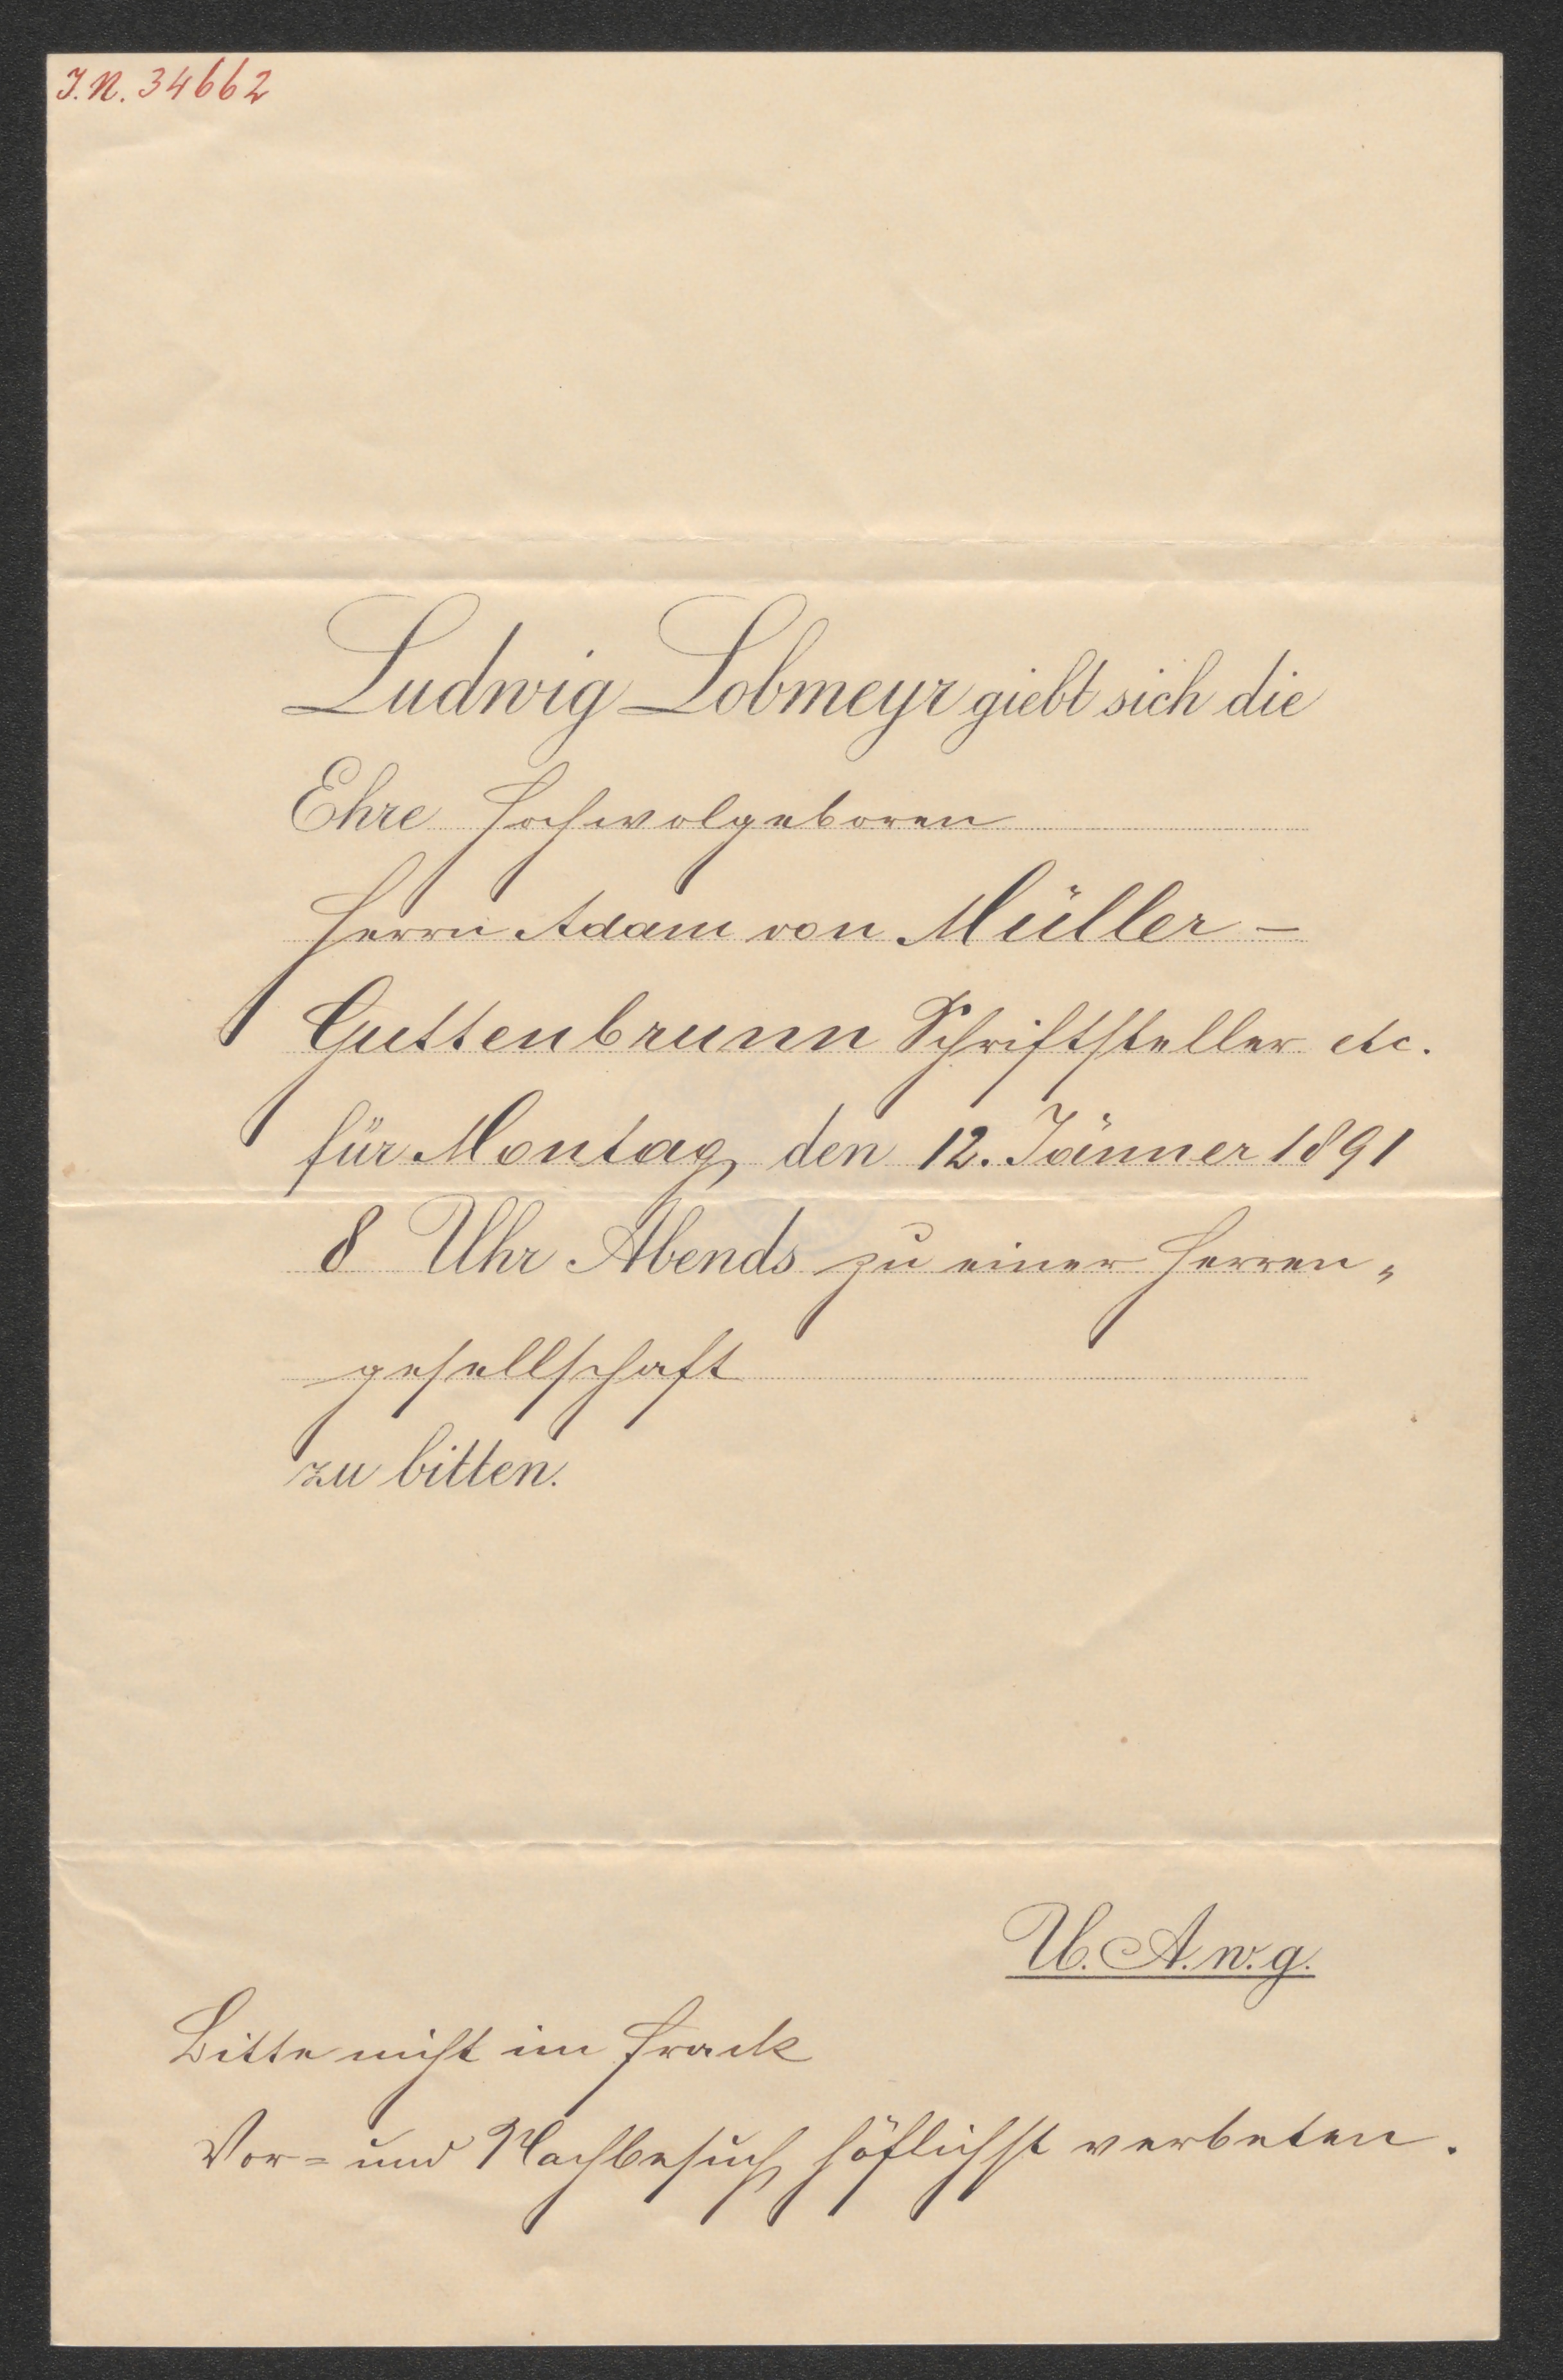 I.N. 34662
Ludwig Lobmeyr giebt sich die
Ehre Hochwolgeboren
Herrn Adam von Müller-
Guttenbrunn Schriftsteller etc.
für Montag, den 12. Jänner 1891
8 Uhr Abends zu einer Herren-
gesellschaft
zu bitten.
U. A. w. g.
Bitte nicht im Frack
Vor- und Nachbesuch höflichst verbeten.